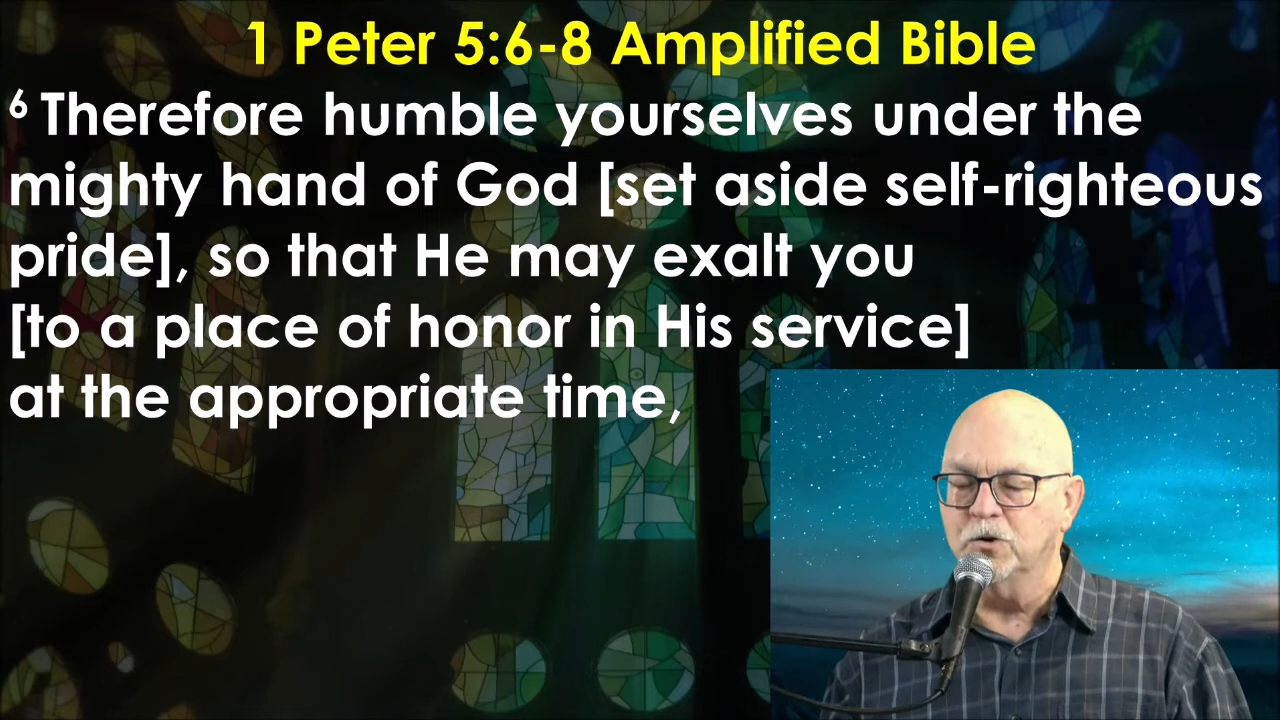 1 Peter 5:6-8 Amplified Bible
6 Therefore humble yourselves under the
mighty hand of God [set aside self-righteous
pride], so that He may exalt you
[to a place of honor in His service]
at the appropriate time,